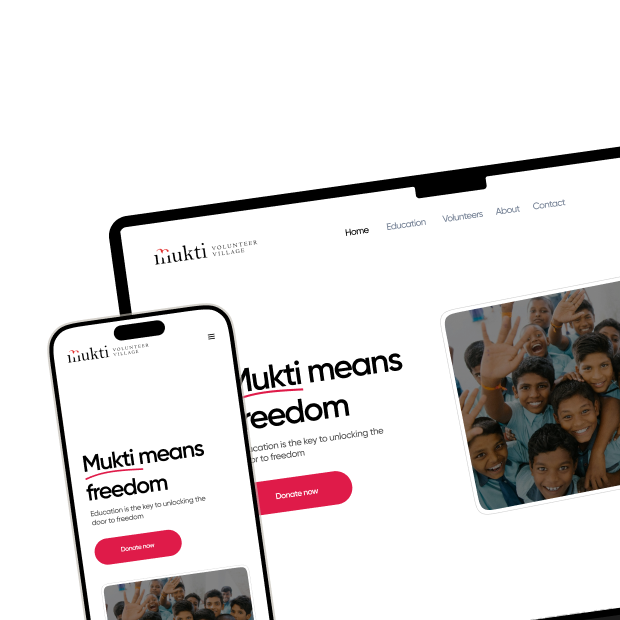 mukti VOLUNTEER
VILLAGE
Home Education Volunteers About Contact
Mukti means
freedom
cation is the key to unlocking the
or to freedom
Donate now
mukti VOLUNTEER
VILLAGE
Mukti means
freedom
Education is the key to unlocking the
door to freedom
Donate now